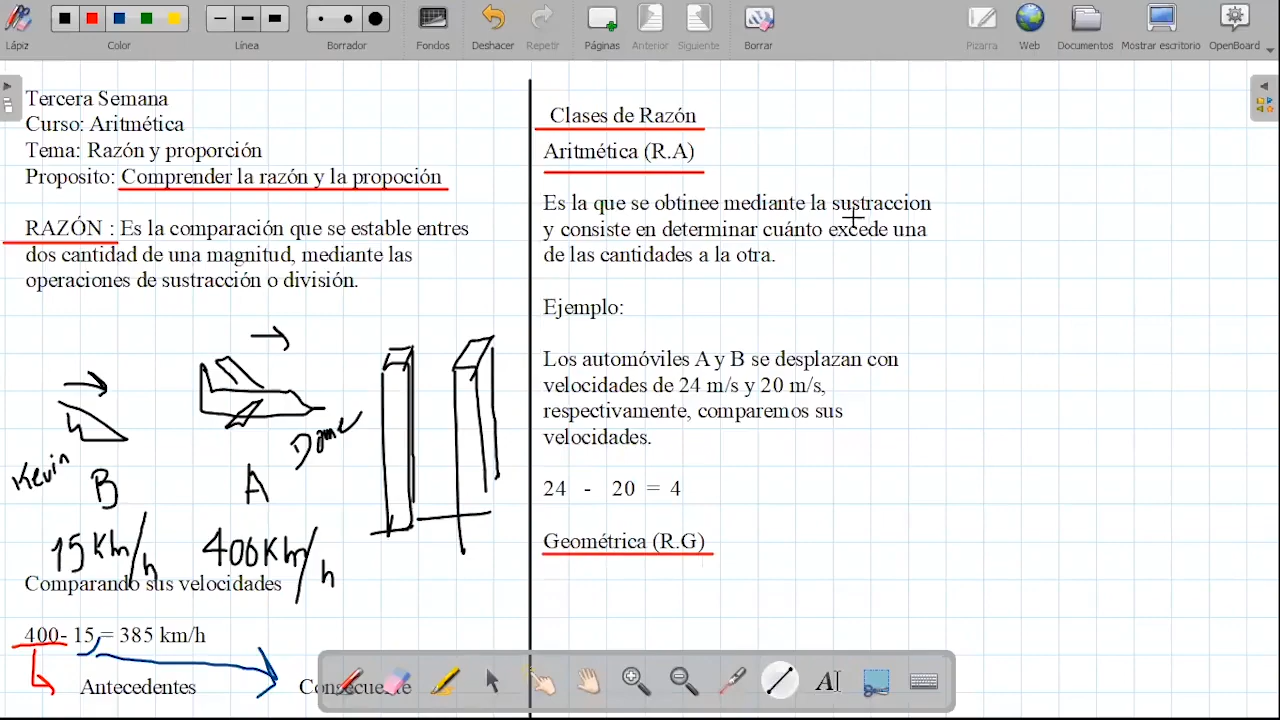 Lápiz
Color
Línea
Borrador
Fondos
Deshacer
Repetir
Páginas
Anterior
Siguiente
Borrar
Pizarra
Web
Documentos
Mostrar escritorio
OpenBoard
Tercera Semana
Curso: Aritmética
Tema: Razón y proporción
Proposito: Comprender la razón y la propoción
RAZÓN : Es la comparación que se estable entres
dos cantidad de una magnitud, mediante las
operaciones de sustracción o división.
Kevin
B
15 Km/h
Dome
A
400 Km/h
Comparando sus velocidades
400- 15 = 385 km/h
Antecedentes
Consecuente
Clases de Razón
Aritmética (R.A)
Es la que se obtinee mediante la sustraccion
y consiste en determinar cuánto excede una
de las cantidades a la otra.
Ejemplo:
Los automóviles A y B se desplazan con
velocidades de 24 m/s y 20 m/s,
respectivamente, comparemos sus
velocidades.
24 - 20 = 4
Geométrica (R.G)